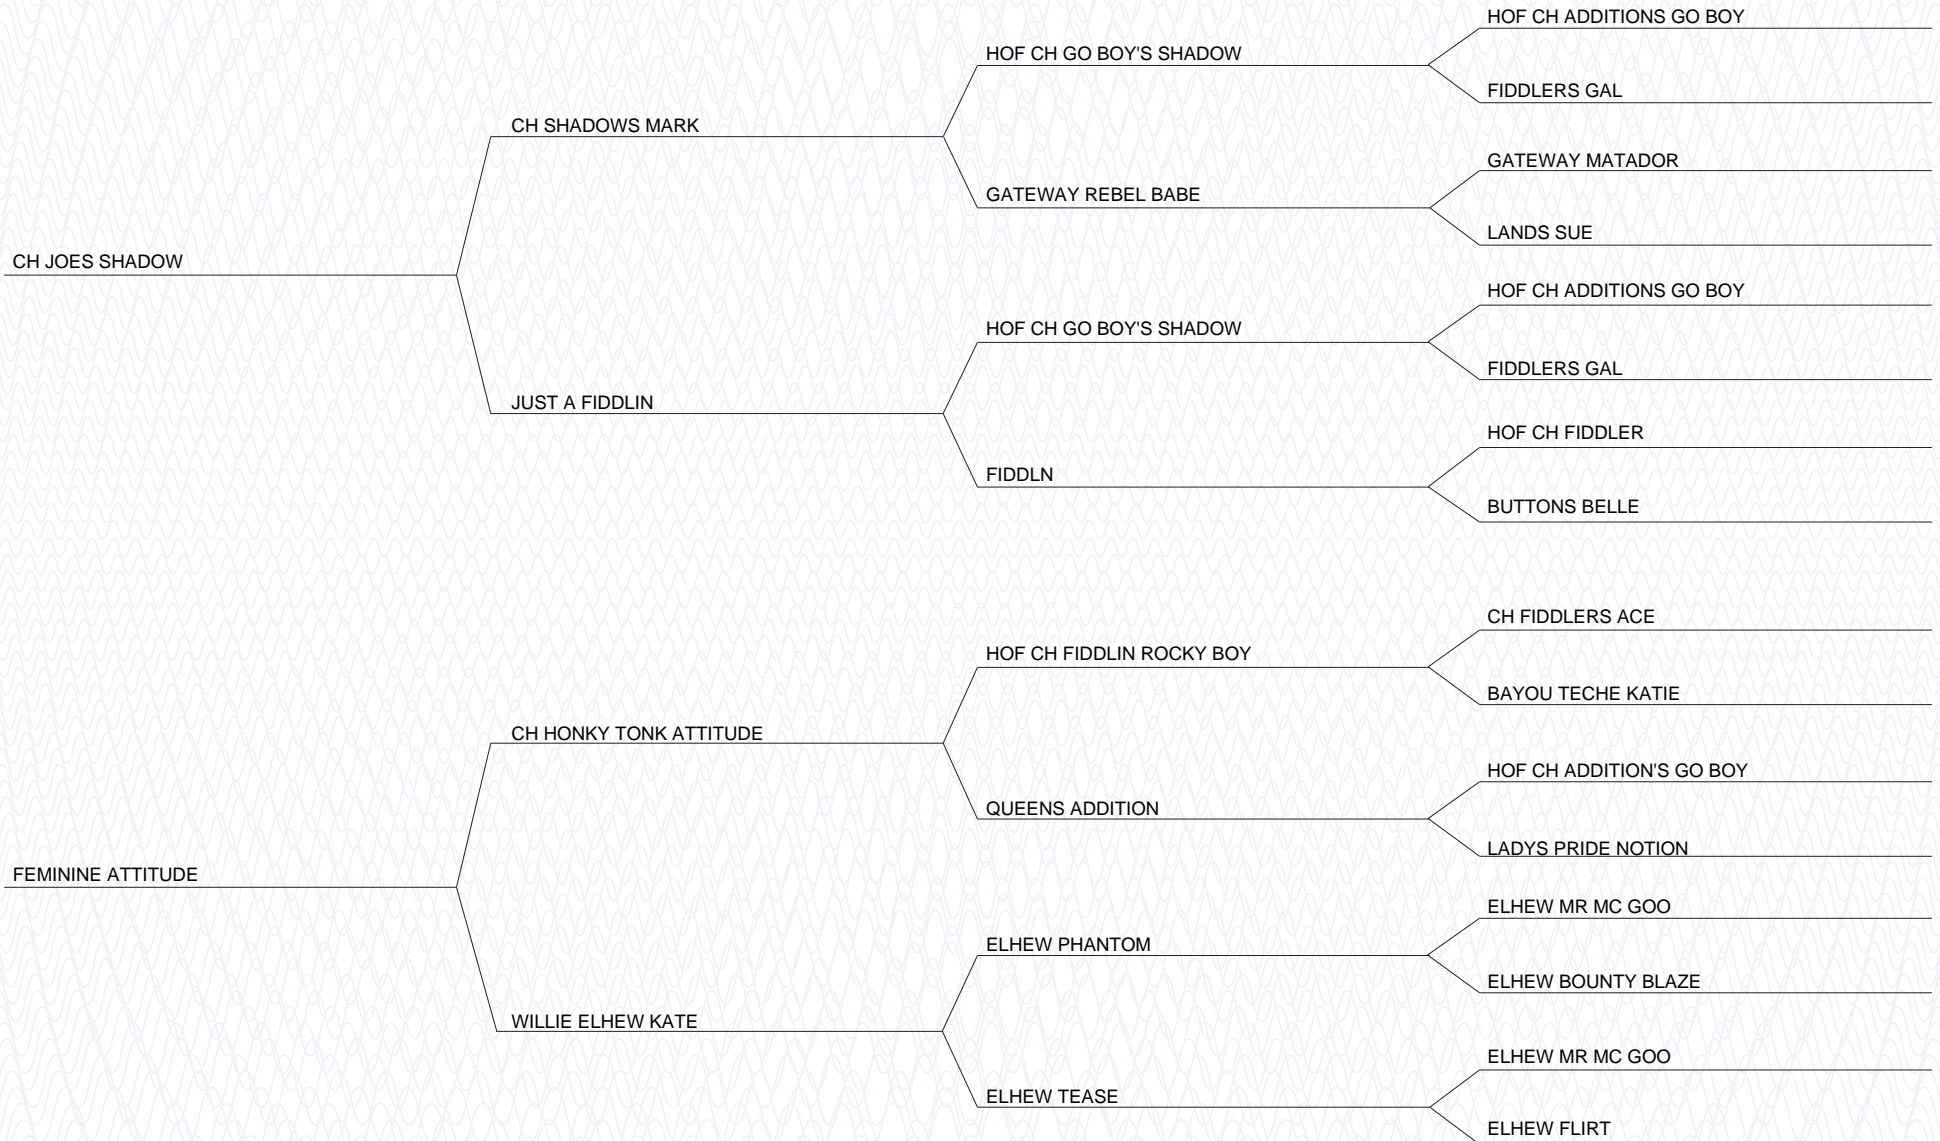 HOF CH ADDITIONS GO BOY
HOF CH GO BOY'S SHADOW
FIDDLERS GAL
CH SHADOWS MARK
GATEWAY MATADOR
GATEWAY REBEL BABE
LANDS SUE
CH JOES SHADOW
HOF CH ADDITIONS GO BOY
HOF CH GO BOY'S SHADOW
FIDDLERS GAL
JUST A FIDDLIN
HOF CH FIDDLER
FIDDLN
BUTTONS BELLE
CH FIDDLERS ACE
HOF CH FIDDLIN ROCKY BOY
BAYOU TECHE KATIE
CH HONKY TONK ATTITUDE
HOF CH ADDITION'S GO BOY
QUEENS ADDITION
LADYS PRIDE NOTION
FEMININE ATTITUDE
ELHEW MR MC GOO
ELHEW PHANTOM
ELHEW BOUNTY BLAZE
WILLIE ELHEW KATE
ELHEW MR MC GOO
ELHEW TEASE
ELHEW FLIRT